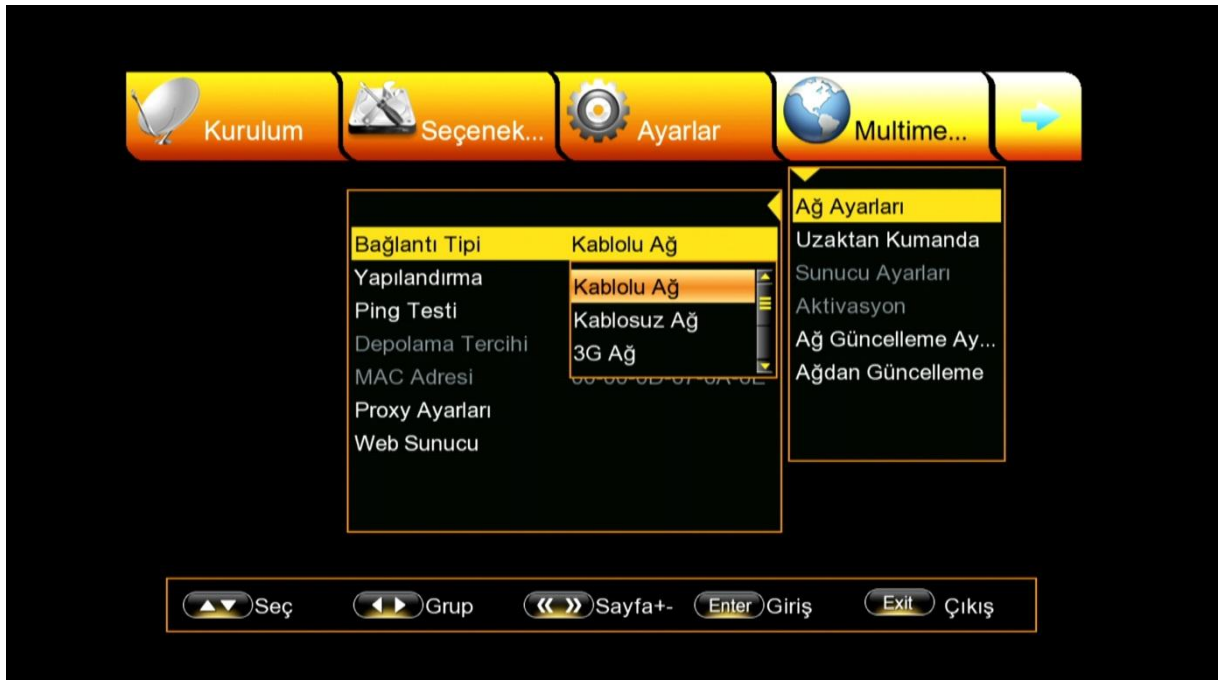 Kurulum
Seçenek...
Ayarlar
Multime...
Bağlantı Tipi Kablolu Ağ
Yapılandırma
Ping Testi
Depolama Tercihi
MAC Adresi
Proxy Ayarları
Web Sunucu
Kablolu Ağ
Kablosuz Ağ
3G Ağ
Ağ Ayarları
Uzaktan Kumanda
Sunucu Ayarları
Aktivasyon
Ağ Güncelleme Ay...
Ağdan Güncelleme
Seç Grup Sayfa+- Enter Giriş Exit Çıkış